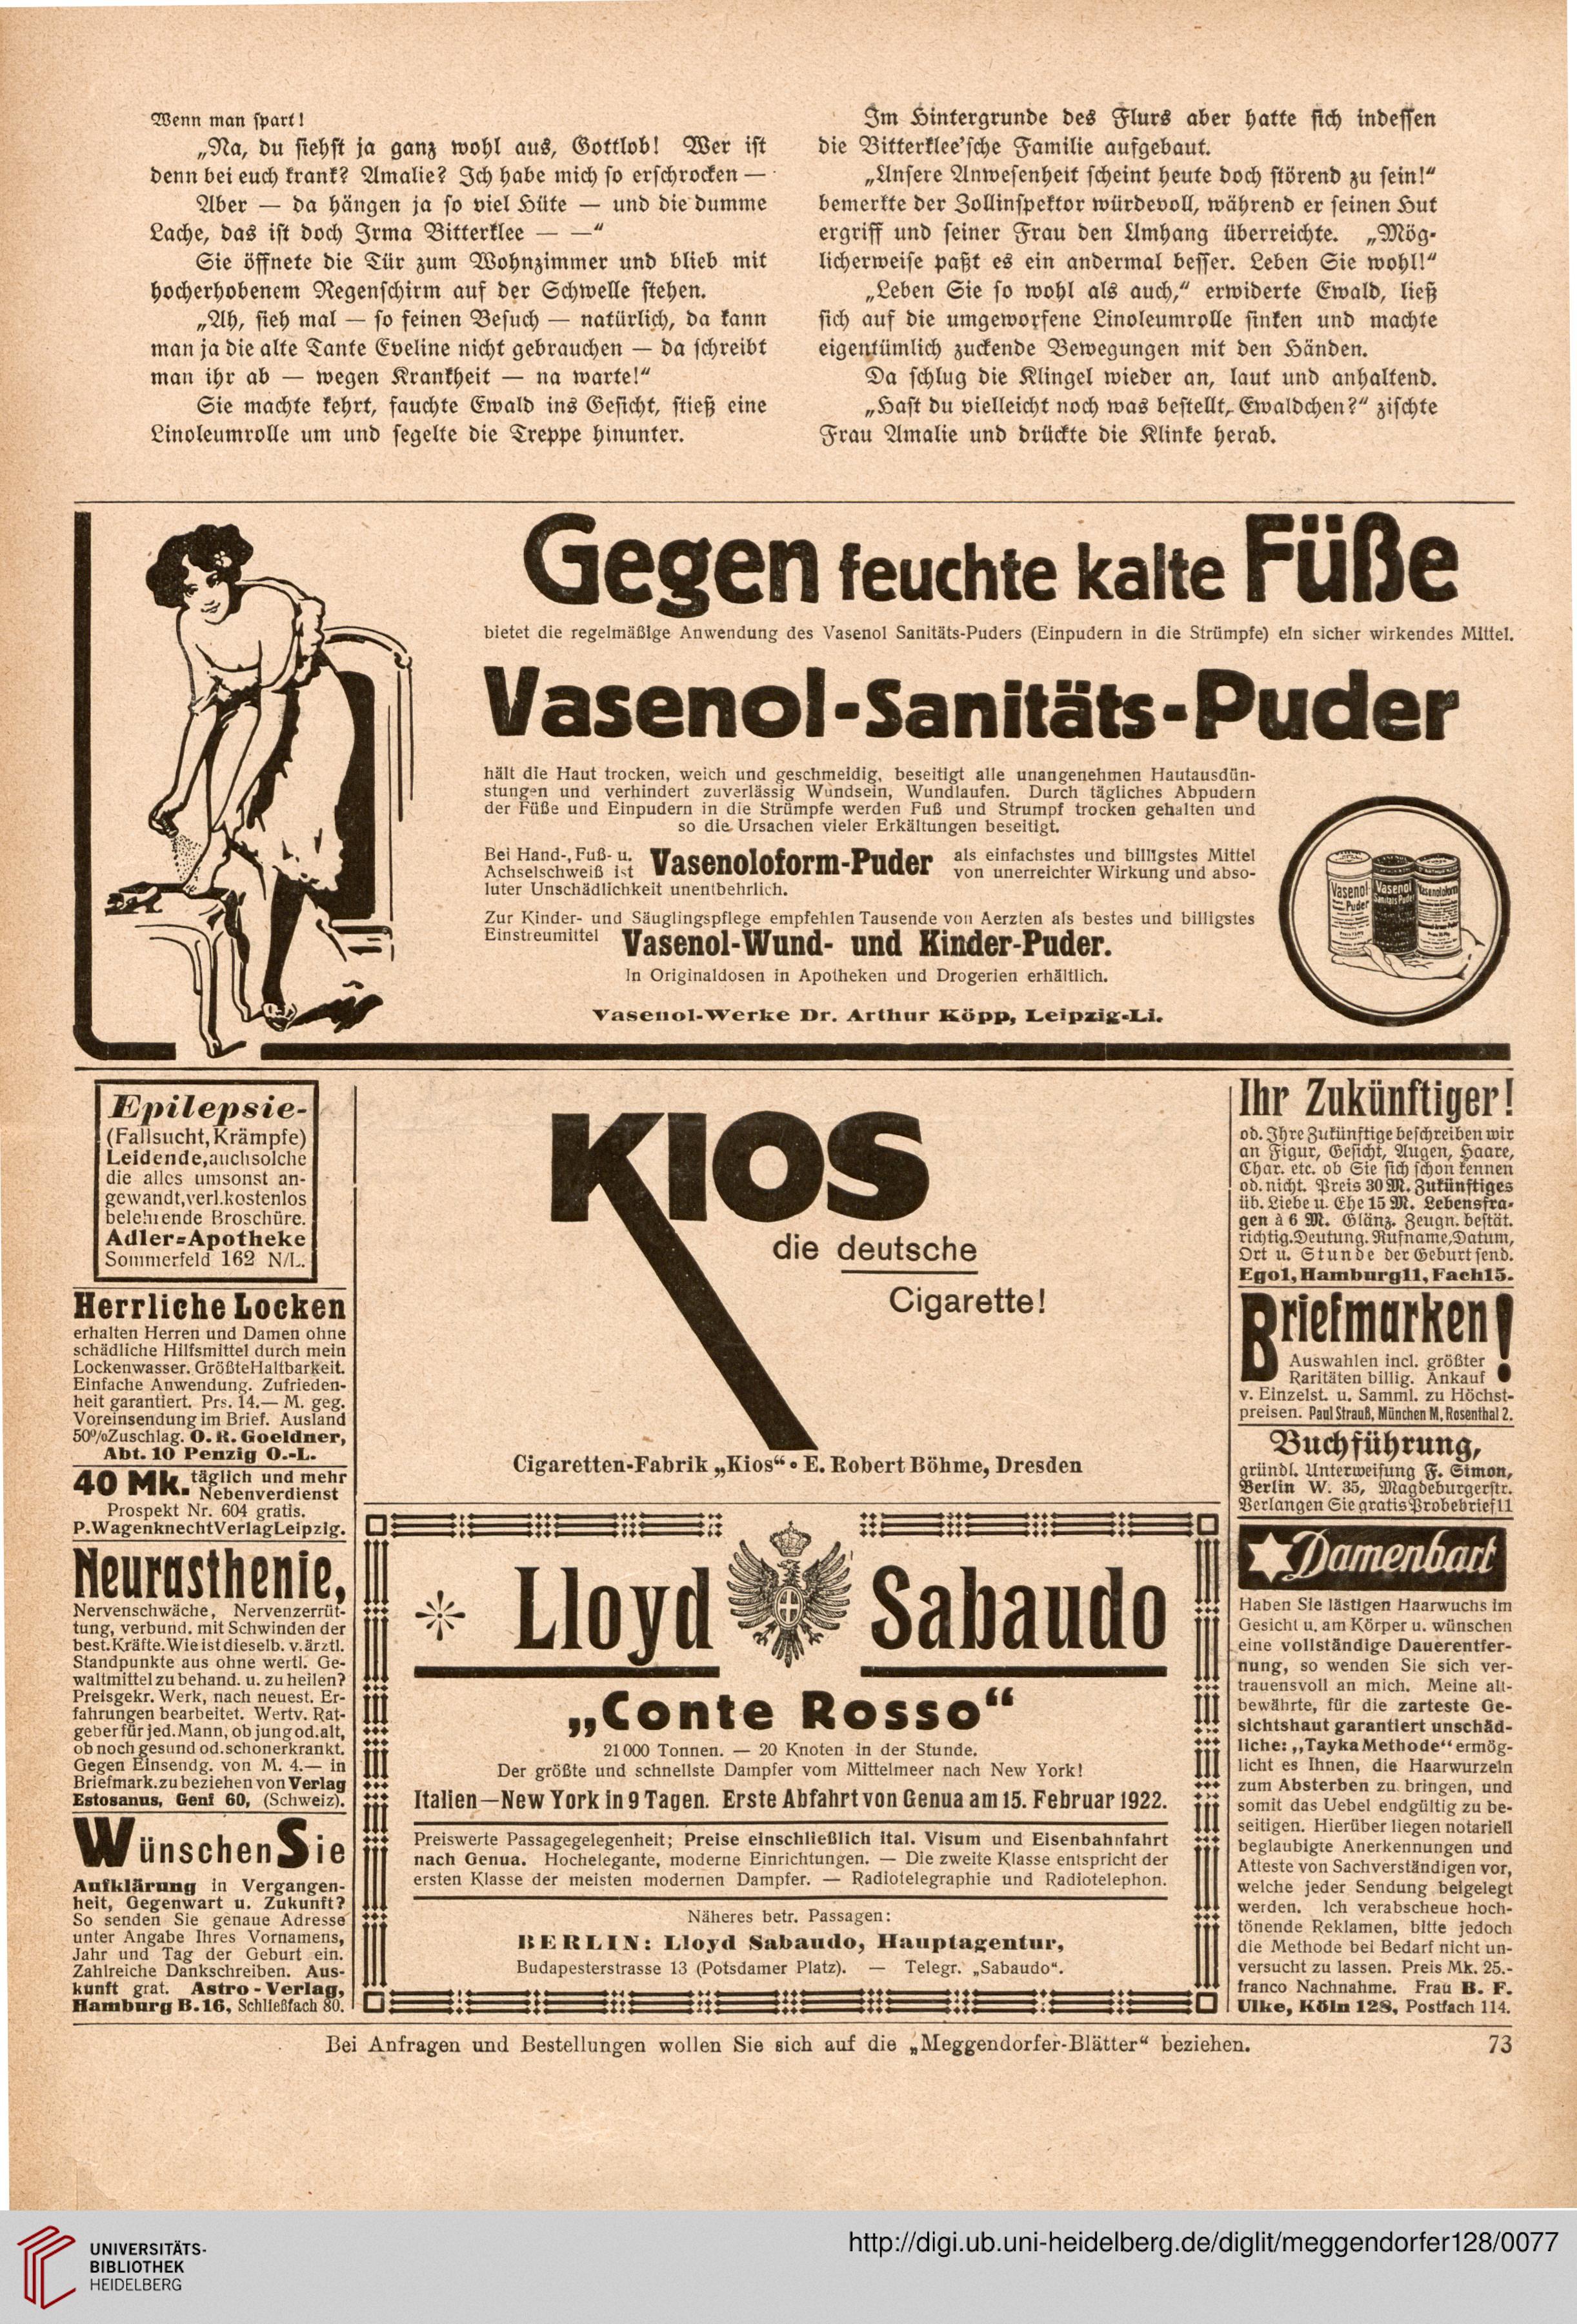 Wenn man spart!
„Na, du siehst ja ganz wohl aus, Gottlob! Wer ist
denn bei euch krank? Amalie? Ich habe mich so erschrocken —
Aber — da hängen ja so viel Hüte — und die dumme
Lache, das ist doch Irma Bitterklee — —“
Sie öffnete die Tür zum Wohnzimmer und blieb mit
hocherhobenem Regenschirm auf der Schwelle stehen.
„Ah, sieh mal — so feinen Besuch — natürlich, da kann
man ja die alte Tante Eveline nicht gebrauchen — da schreibt
man ihr ab — wegen Krankheit — na warte!“
Sie machte kehrt, fauchte Ewald ins Gesicht, stieß eine
Linoleumrolle um und segelte die Treppe hinunter.
Im Hintergrunde des Flurs aber hatte sich indessen
die Bitterklee'sche Familie aufgebaut.
„Unsere Anwesenheit scheint heute doch störend zu sein!“
bemerkte der Zollinspektor würdevoll, während er seinen Hut
ergriff und seiner Frau den Umhang überreichte. „Mög-
licherweise paßt es ein andermal besser. Leben Sie wohl!“
„Leben Sie so wohl als auch,“ erwiderte Ewald, ließ
sich auf die umgeworfene Linoleumrolle sinken und machte
eigentümlich zuckende Bewegungen mit den Händen.
Da schlug die Klingel wieder an, laut und anhaltend.
„Hast du vielleicht noch was bestellt, Ewaldchen?“ zischte
Frau Amalie und drückte die Klinke herab.
Gegen feuchte kalte Füße
bietet die regelmäßige Anwendung des Vasenol Sanitäts-Puders (Einpudern in die Strümpfe) ein sicher wirkendes Mittel.
Vasenol-Sanitäts-Puder
hält die Haut trocken, weich und geschmeidig, beseitigt alle unangenehmen Hautausdün-
stungen und verhindert zuverlässig Wundsein, Wundlaufen. Durch tägliches Abpudern
der Füße und Einpudern in die Strümpfe werden Fuß und Strumpf trocken gehalten und
so die Ursachen vieler Erkältungen beseitigt.
Bei Hand-, Fuß- u. Achselschweiß ist Vasenoloform-Puder als einfachstes und billigstes Mittel
von unerreichter Wirkung und abso-
luter Unschädlichkeit unentbehrlich.
Zur Kinder- und Säuglingspflege empfehlen Tausende von Aerzten als bestes und billigstes
Einstreumittel Vasenol-Wund- und Kinder-Puder.
In Originaldosen in Apotheken und Drogerien erhältlich.
Vasenol-Werke Dr. Arthur Köpp, Leipzig-Li.
Vasenol
Puder
Vasenol
Sanitäts Puder
Vasenoloform
Epilepsie-
(Fallsucht, Krämpfe)
Leidende, auch solche
die alles umsonst an-
gewandt, verl. kostenlos
belehrende Broschüre.
Adler-Apotheke
Sommerfeld 162 N/L.
Herrliche Locken
erhalten Herren und Damen ohne
schädliche Hilfsmittel durch mein
Lockenwasser. Größte Haltbarkeit.
Einfache Anwendung. Zufrieden-
heit garantiert. Prs. 14.— M. geg.
Voreinsendung im Brief. Ausland
50% Zuschlag. O. R. Goeldner,
Abt. 10 Penzig O.-L.
40 Mk. täglich und mehr
Nebenverdienst
Prospekt Nr. 604 gratis.
P. Wagenknecht Verlag Leipzig.
Neurasthenie,
Nervenschwäche, Nervenzerrüt-
tung, verbund. mit Schwinden der
best. Kräfte. Wie ist dieselb. v. ärztl.
Standpunkte aus ohne wertl. Ge-
waltmittel zu behand. u. zu heilen?
Preisgekr. Werk, nach neuest. Er-
fahrungen bearbeitet. Wertv. Rat-
geber für jed. Mann, ob jung od. alt,
ob noch gesund od. schon erkrankt.
Gegen Einsendg. von M. 4.— in
Briefmark. zu beziehen von Verlag
Estosanus, Genf 60, (Schweiz).
Wünschen Sie
Aufklärung in Vergangen-
heit, Gegenwart u. Zukunft?
So senden Sie genaue Adresse
unter Angabe Ihres Vornamens,
Jahr und Tag der Geburt ein.
Zahlreiche Dankschreiben. Aus-
kunft grat. Astro-Verlag,
Hamburg B. 16, Schließfach 80.
KIOS
die deutsche
Cigarette!
Cigaretten-Fabrik „Kios“ • E. Robert Böhme, Dresden
Lloyd Sabaudo
„Conte Rosso“
21 000 Tonnen. — 20 Knoten in der Stunde.
Der größte und schnellste Dampfer vom Mittelmeer nach New York!
Italien—New York in 9 Tagen. Erste Abfahrt von Genua am 15. Februar 1922.
Preiswerte Passagegelegenheit; Preise einschließlich ital. Visum und Eisenbahnfahrt
nach Genua. Hochelegante, moderne Einrichtungen. — Die zweite Klasse entspricht der
ersten Klasse der meisten modernen Dampfer. — Radiotelegraphie und Radiotelephon.
Näheres betr. Passagen:
BERLIN: Lloyd Sabaudo, Hauptagentur,
Budapesterstrasse 13 (Potsdamer Platz). — Telegr. „Sabaudo“.
Ihr Zukünftiger!
od. Ihre Zukünftige beschreiben wir
an Figur, Gesicht, Augen, Haare,
Char. etc. ob Sie sich schon kennen
od. nicht. Preis 30 M. Zukünftiges
üb. Liebe u. Ehe 15 M. Lebensfra-
gen à 6 M. Glänz. Zeugn. bestät.
richtig. Deutung. Rufname, Datum,
Ort u. Stunde der Geburt send.
Egol, Hamburg 11, Fach 15.
Briefmarken!
Auswahlen incl. größter
Raritäten billig. Ankauf
v. Einzelst. u. Samml. zu Höchst-
preisen. Paul Strauß, München M, Rosenthal 2.
Buchführung,
gründl. Unterweisung F. Simon,
Berlin W. 35, Magdeburgerstr.
Verlangen Sie gratis Probebrief 11
Damenbart
Haben Sie lästigen Haarwuchs im
Gesicht u. am Körper u. wünschen
eine vollständige Dauerentfer-
nung, so wenden Sie sich ver-
trauensvoll an mich. Meine alt-
bewährte, für die zarteste Ge-
sichtshaut garantiert unschäd-
liche: „Tayka Methode“ ermög-
licht es Ihnen, die Haarwurzeln
zum Absterben zu bringen, und
somit das Uebel endgültig zu be-
seitigen. Hierüber liegen notariell
beglaubigte Anerkennungen und
Atteste von Sachverständigen vor,
welche jeder Sendung beigelegt
werden. Ich verabscheue hoch-
tönende Reklamen, bitte jedoch
die Methode bei Bedarf nicht un-
versucht zu lassen. Preis Mk. 25.-
franco Nachnahme. Frau B. F.
Ulke, Köln 128, Postfach 114.
Bei Anfragen und Bestellungen wollen Sie sich auf die „Meggendorfer-Blätter“ beziehen.
73
UNIVERSITÄTS-
BIBLIOTHEK
HEIDELBERG
http://digi.ub.uni-heidelberg.de/diglit/meggendorfer128/0077